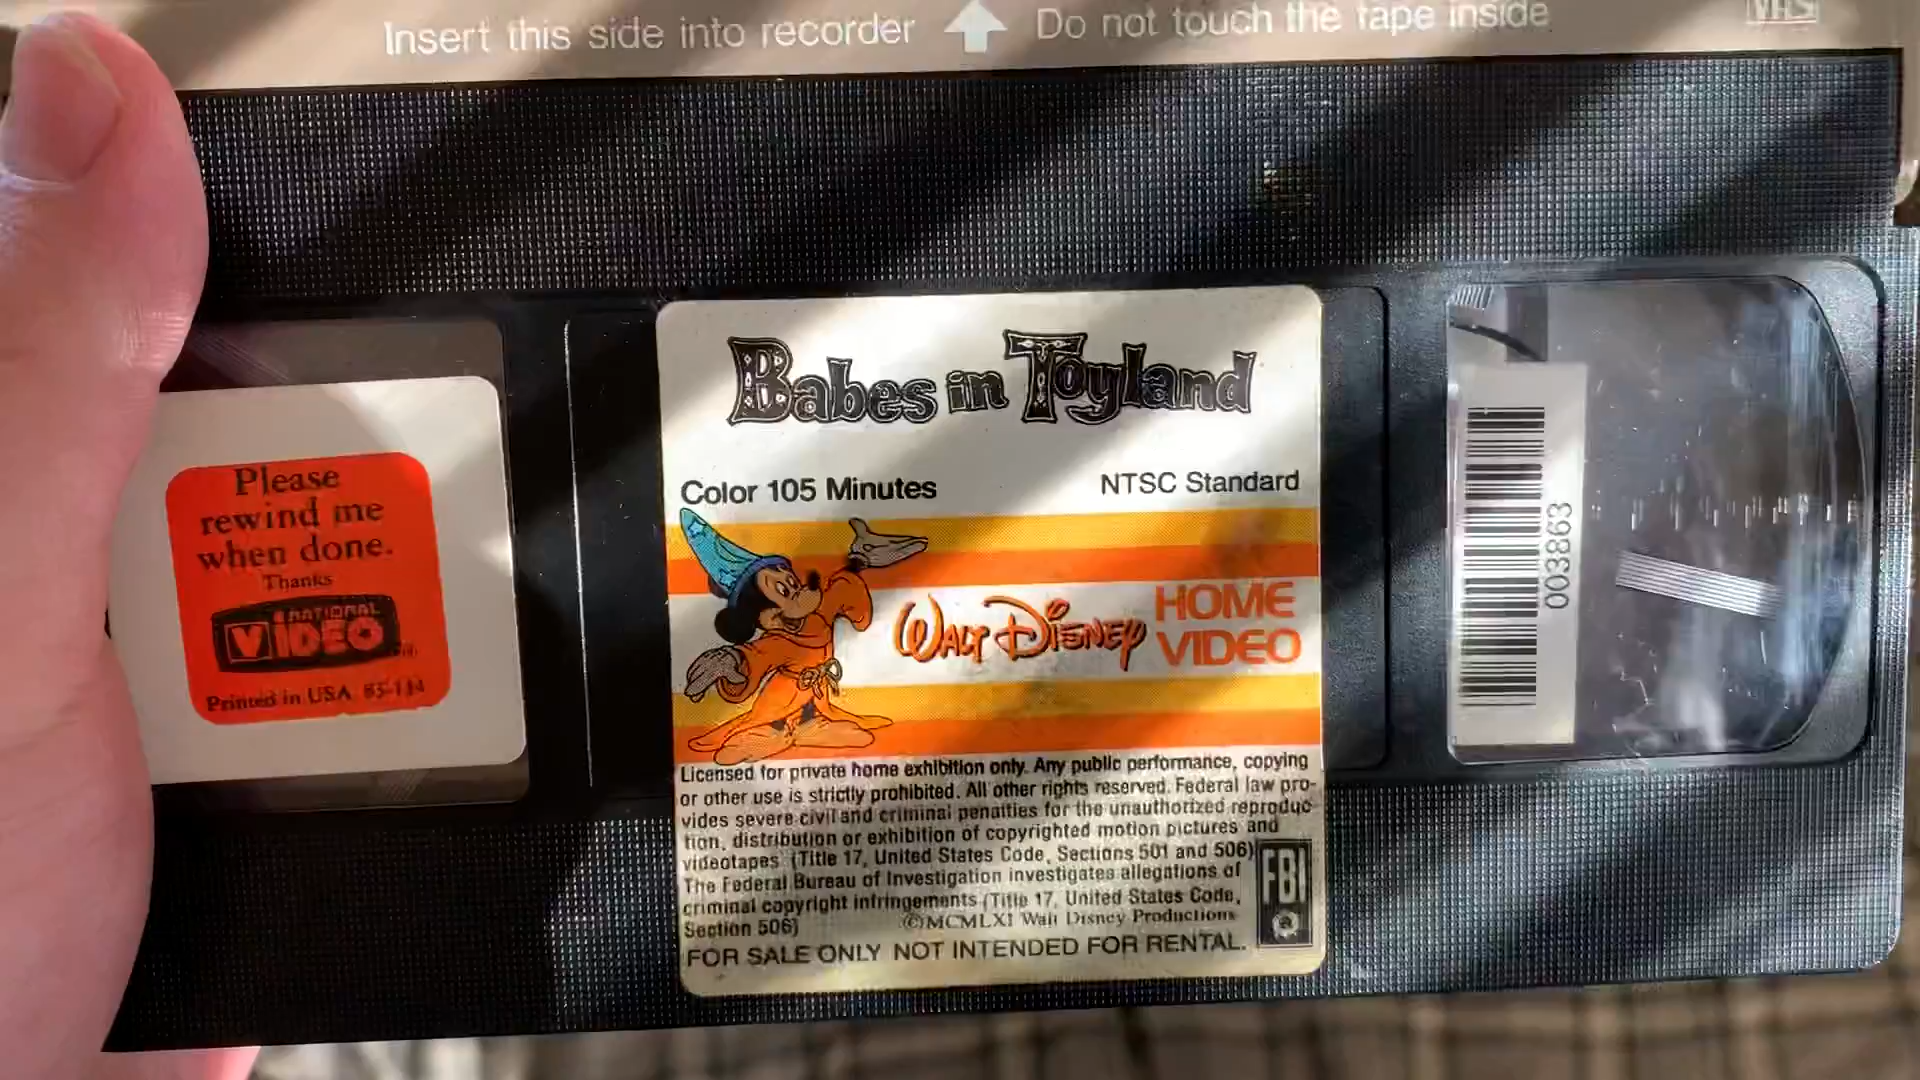 Insert this side into recorder
Do not touch the tape inside
VHS
Please
rewind me
when done.
Thanks
NATIONAL
VIDEO
Printed in USA 85-114
Babes in Toyland
Color 105 Minutes
NTSC Standard
WALT DISNEY
HOME
VIDEO
Licensed for private home exhibition only. Any public performance, copying
or other use is strictly prohibited. All other rights reserved. Federal law pro-
vides severe civil and criminal penalties for the unauthorized reproduc-
tion, distribution or exhibition of copyrighted motion pictures and
videotapes (Title 17, United States Code, Sections 501 and 506)
The Federal Bureau of Investigation investigates allegations of
criminal copyright infringements (Title 17, United States Code,
Section 506)
©MCMLXI Walt Disney Productions
FBI
FOR SALE ONLY NOT INTENDED FOR RENTAL.
003863